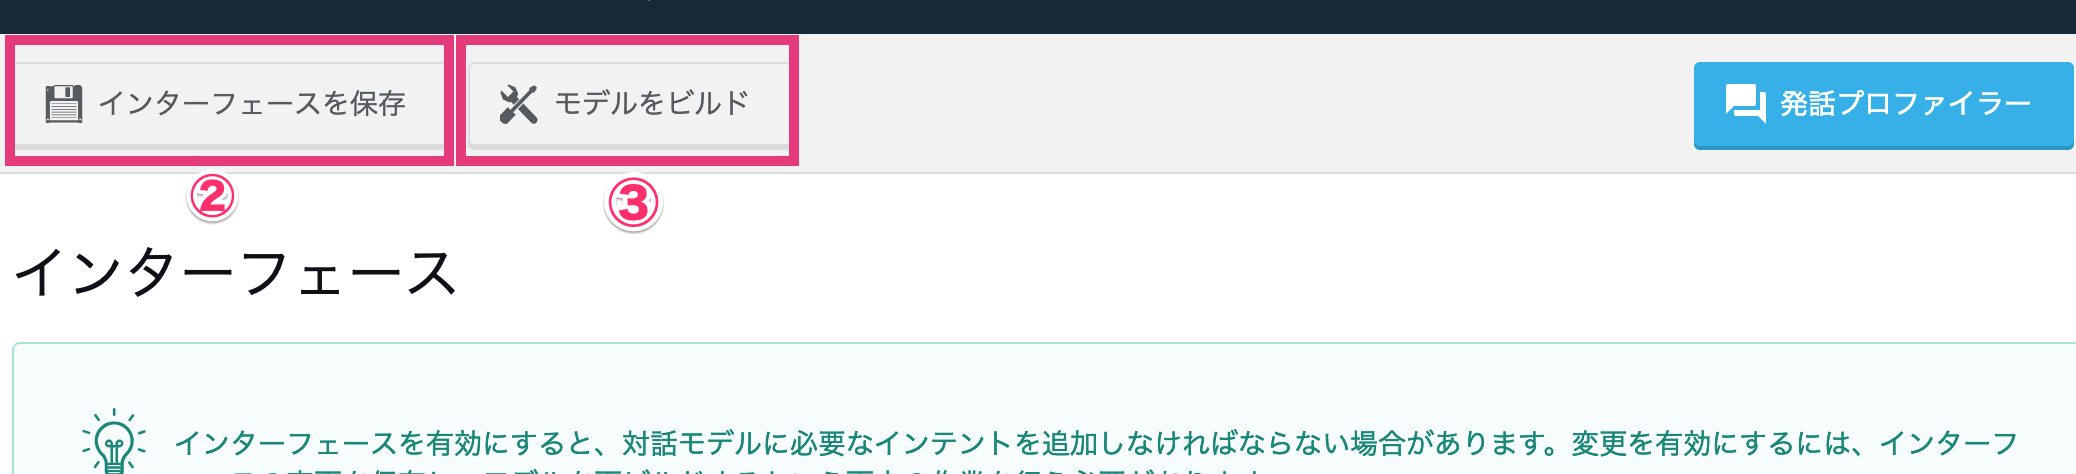 インターフェースを保存 モデルをビルド 発話プロファイラー
② ③
インターフェース
インターフェースを有効にすると、対話モデルに必要なインテントを追加しなければならない場合があります。変更を有効にするには、インターフ